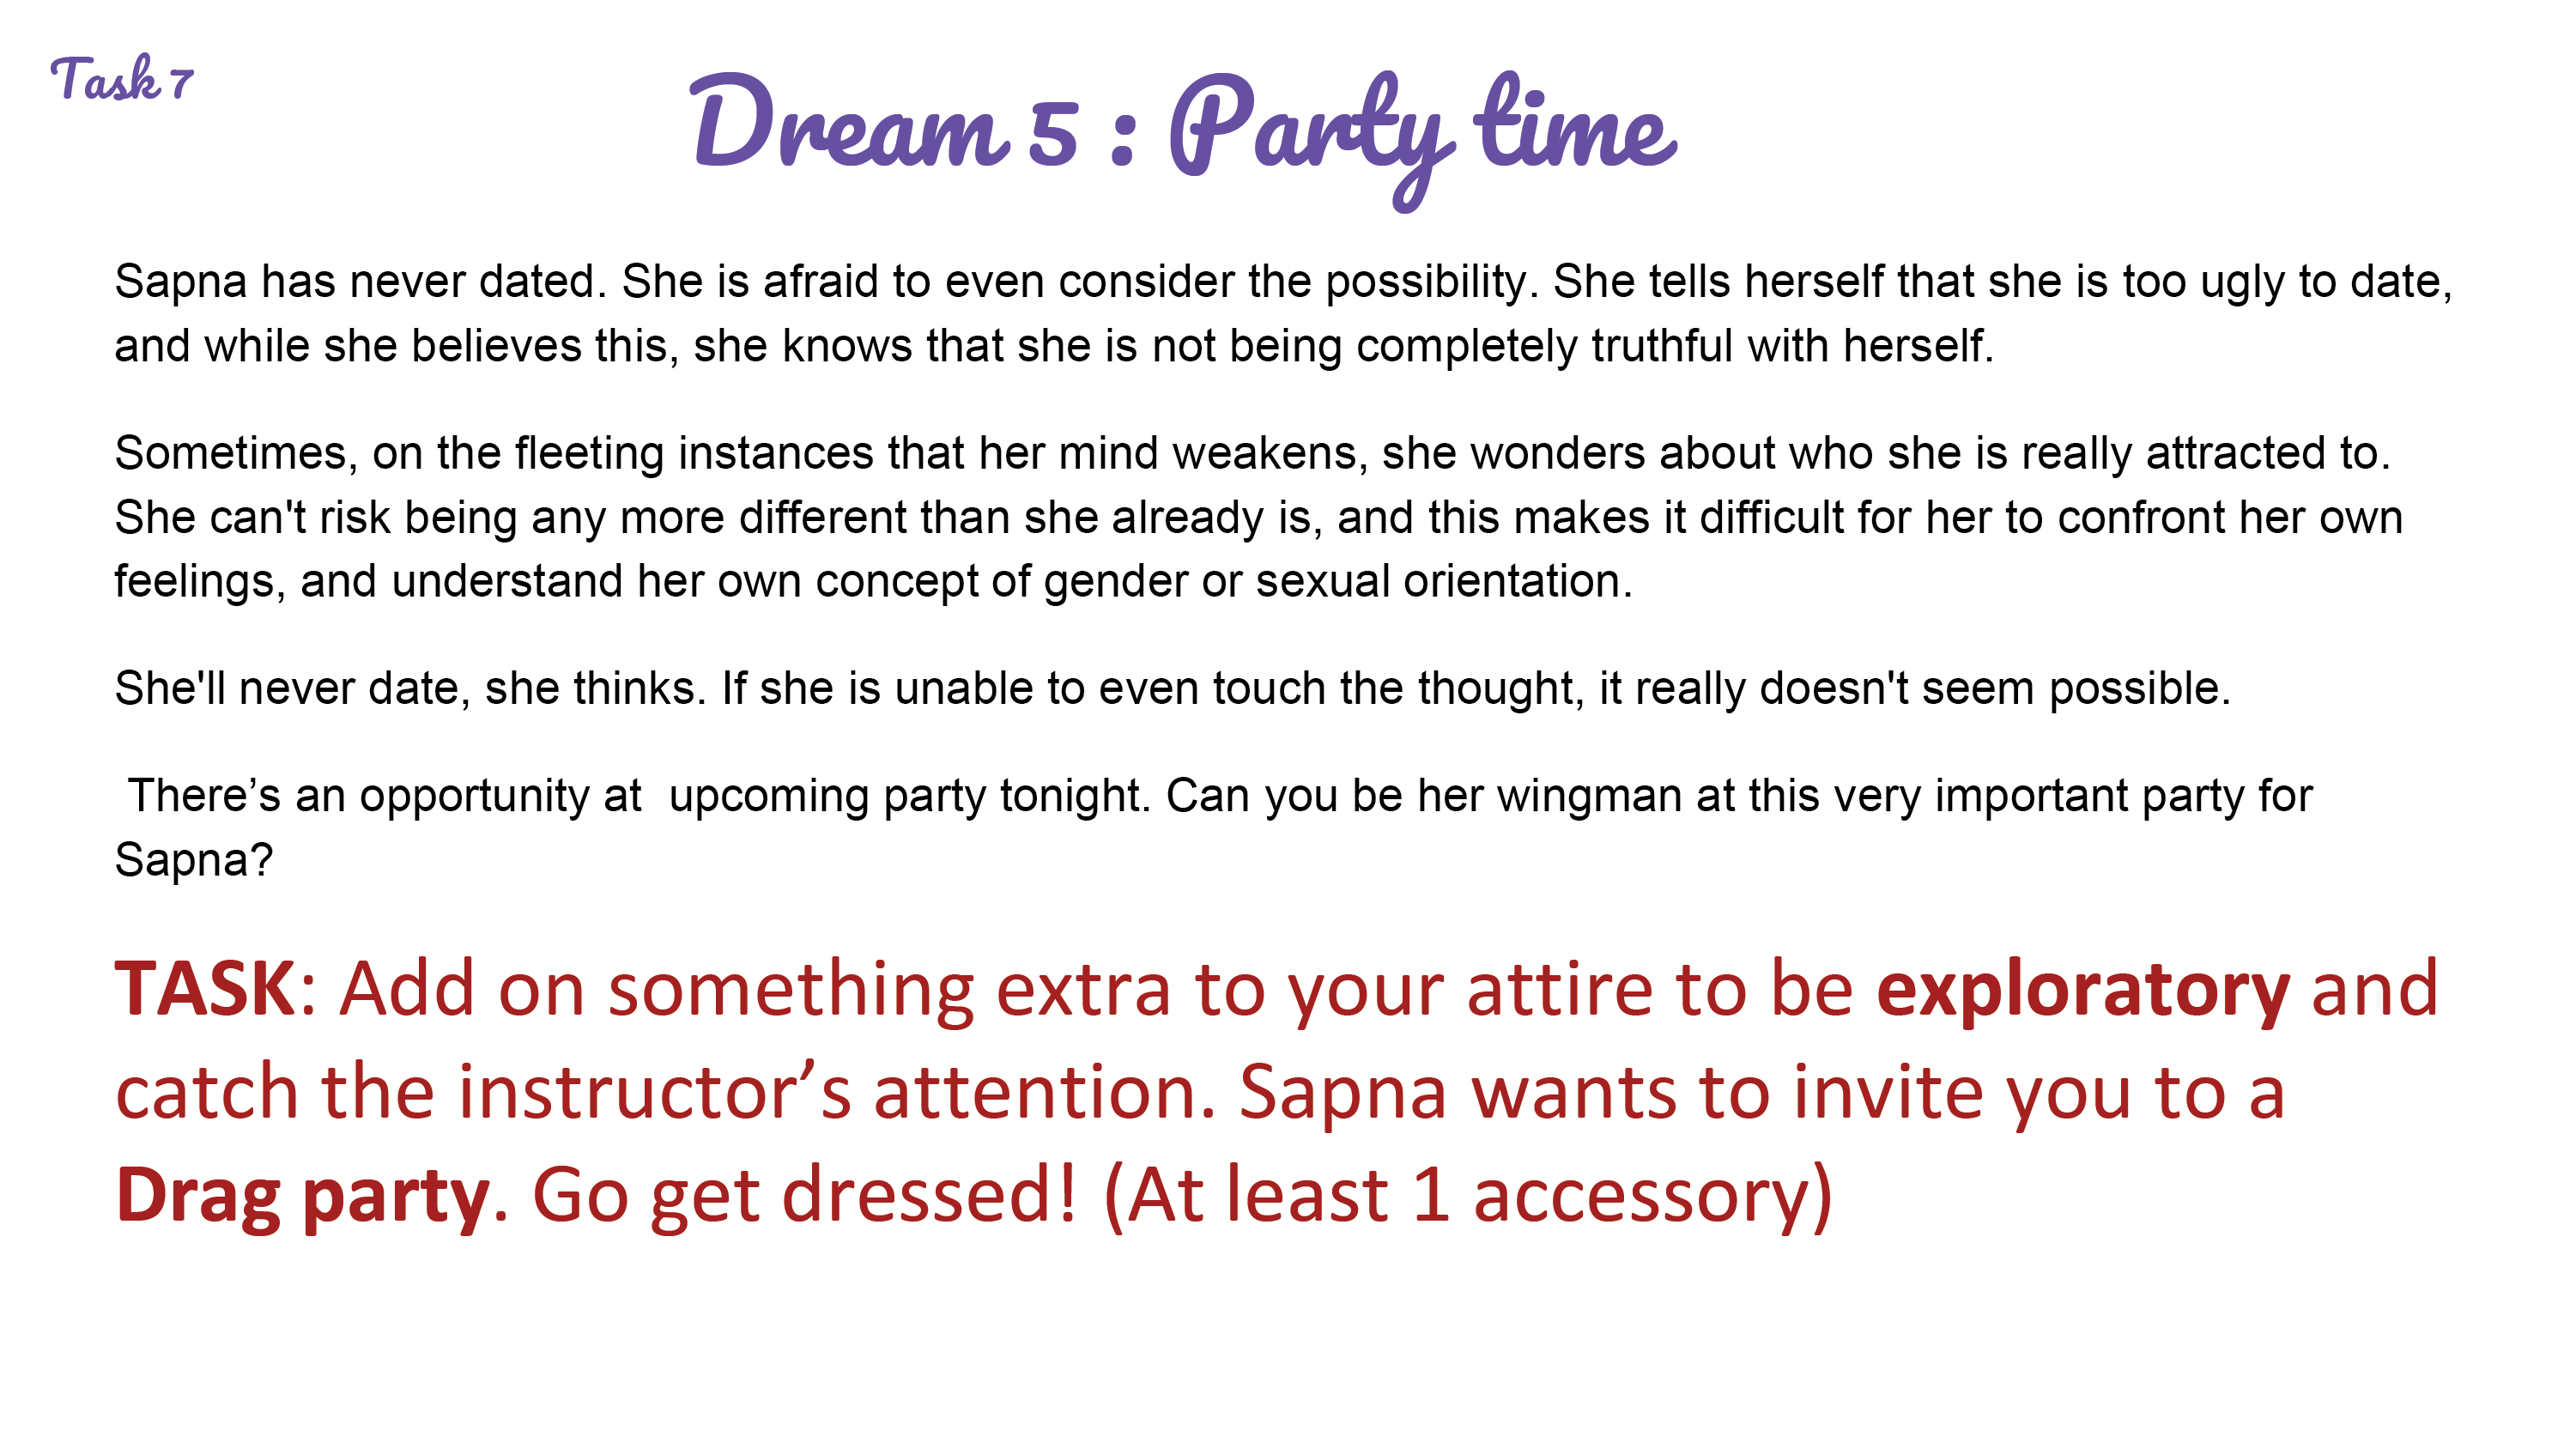 Task 7
Dream 5 : Party time
Sapna has never dated. She is afraid to even consider the possibility. She tells herself that she is too ugly to date,
and while she believes this, she knows that she is not being completely truthful with herself.
Sometimes, on the fleeting instances that her mind weakens, she wonders about who she is really attracted to.
She can't risk being any more different than she already is, and this makes it difficult for her to confront her own
feelings, and understand her own concept of gender or sexual orientation.
She'll never date, she thinks. If she is unable to even touch the thought, it really doesn't seem possible.
There’s an opportunity at  upcoming party tonight. Can you be her wingman at this very important party for
Sapna?
TASK: Add on something extra to your attire to be exploratory and
catch the instructor’s attention. Sapna wants to invite you to a
Drag party. Go get dressed! (At least 1 accessory)